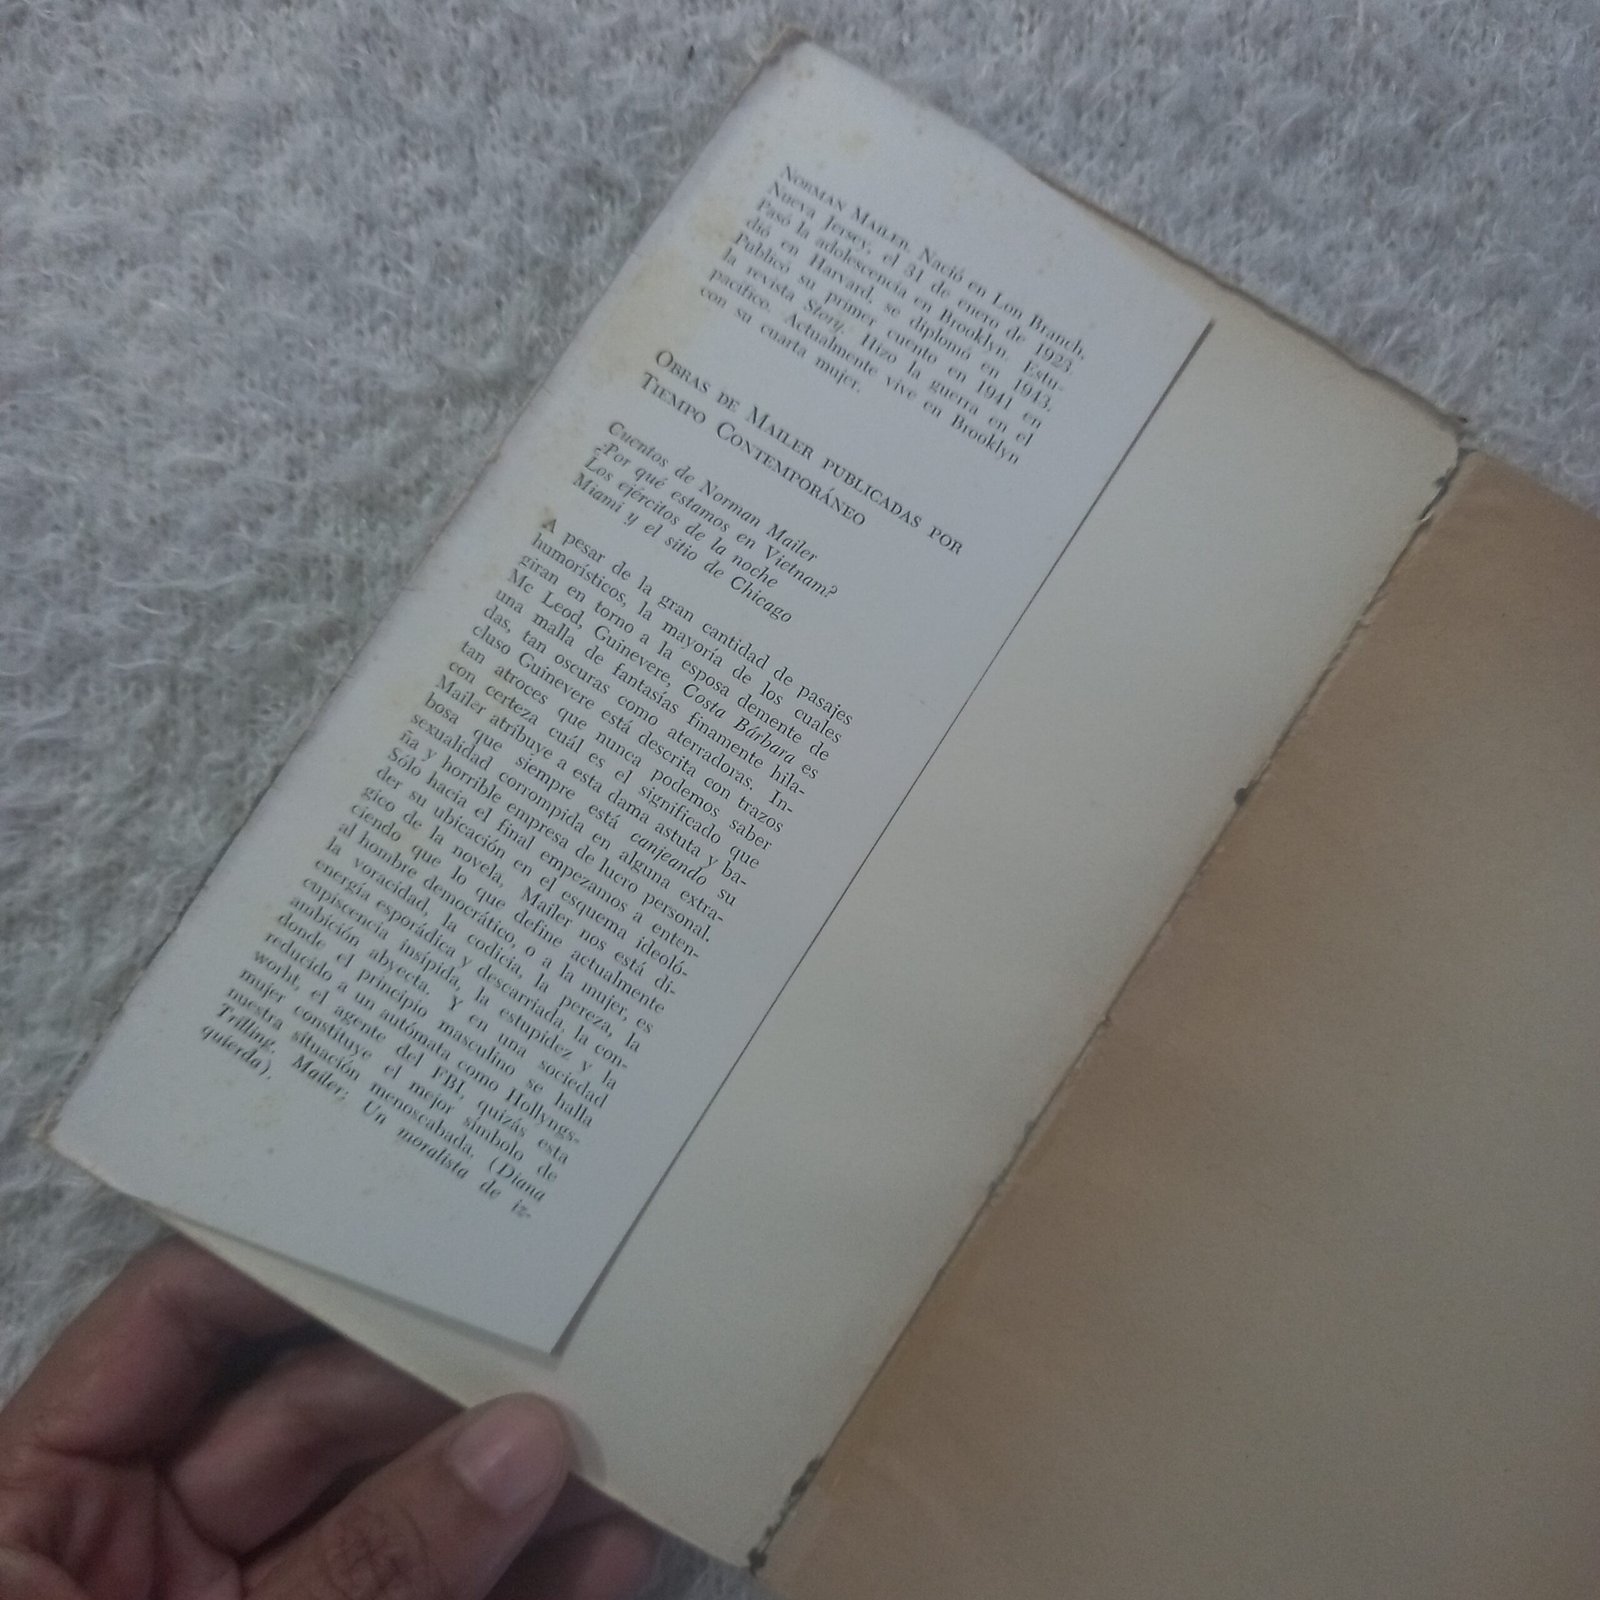 NORMAN MAILER. Nació en Lon Branch,
Nueva Jersey, el 31 de enero de 1923.
Pasó la adolescencia en Brooklyn. Estu-
dió en Harvard, se diplomó en 1943.
Publicó su primer cuento en 1941 en
la revista Story. Hizo la guerra en el
pacífico. Actualmente vive en Brooklyn
con su cuarta mujer.
OBRAS DE MAILER PUBLICADAS POR
TIEMPO CONTEMPORÁNEO
Cuentos de Norman Mailer
¿Por qué estamos en Vietnam?
Los ejércitos de la noche
Miami y el sitio de Chicago
A pesar de la gran cantidad de pasajes
humorísticos, la mayoría de los cuales
giran en torno a la esposa demente de
Mc Leod, Guinevere, Costa Bárbara es
una malla de fantasías finamente hila-
das, tan oscuras como aterradoras. In-
cluso Guinevere está descrita con trazos
tan atroces que nunca podemos saber
con certeza cuál es el significado que
Mailer atribuye a esta dama astuta y ba-
bosa que siempre está canjeando su
sexualidad corrompida en alguna extra-
ña y horrible empresa de lucro personal.
Sólo hacia el final empezamos a enten-
der su ubicación en el esquema ideoló-
gico de la novela. Mailer nos está di-
ciendo que lo que define actualmente
al hombre democrático, o a la mujer, es
la voracidad, la codicia, la pereza, la
energía esporádica y descarriada, la con-
cupiscencia insípida, la estupidez y la
ambición abyecta. Y en una sociedad
donde el principio masculino se halla
reducido a un autómata como Hollyngs-
worht, el agente del FBI, quizás esta
mujer constituye el mejor símbolo de
nuestra situación menoscabada. (Diana
Trilling, Mailer; Un moralista de iz-
quierda).